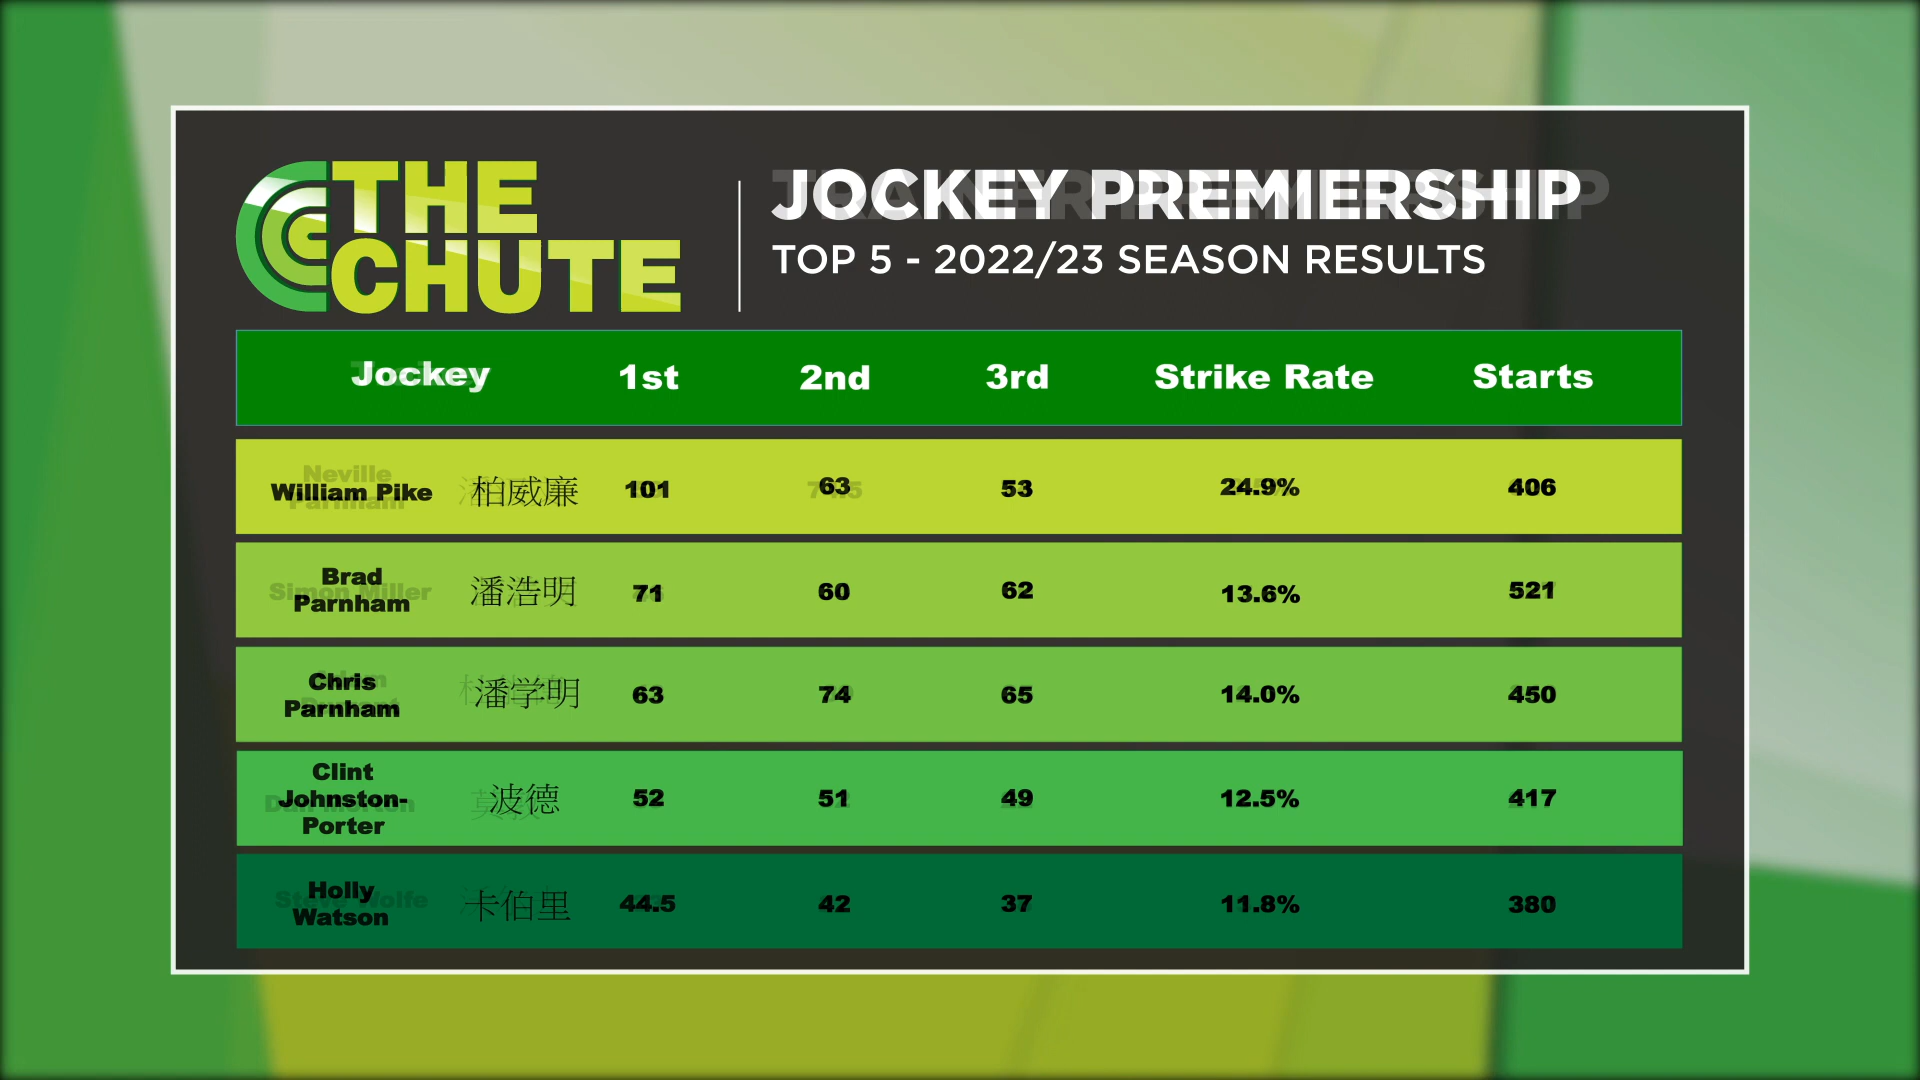 THE
CHUTE
JOCKEY PREMIERSHIP
TOP 5 - 2022/23 SEASON RESULTS
Jockey 1st 2nd 3rd Strike Rate Starts
William Pike 柏威廉 101 63 53 24.9% 406
Brad
Parnham 潘浩明 71 60 62 13.6% 521
Chris
Parnham 潘学明 63 74 65 14.0% 450
Clint
Johnston-
Porter 波德 52 51 49 12.5% 417
Holly
Watson 卡伯里 44.5 42 37 11.8% 380